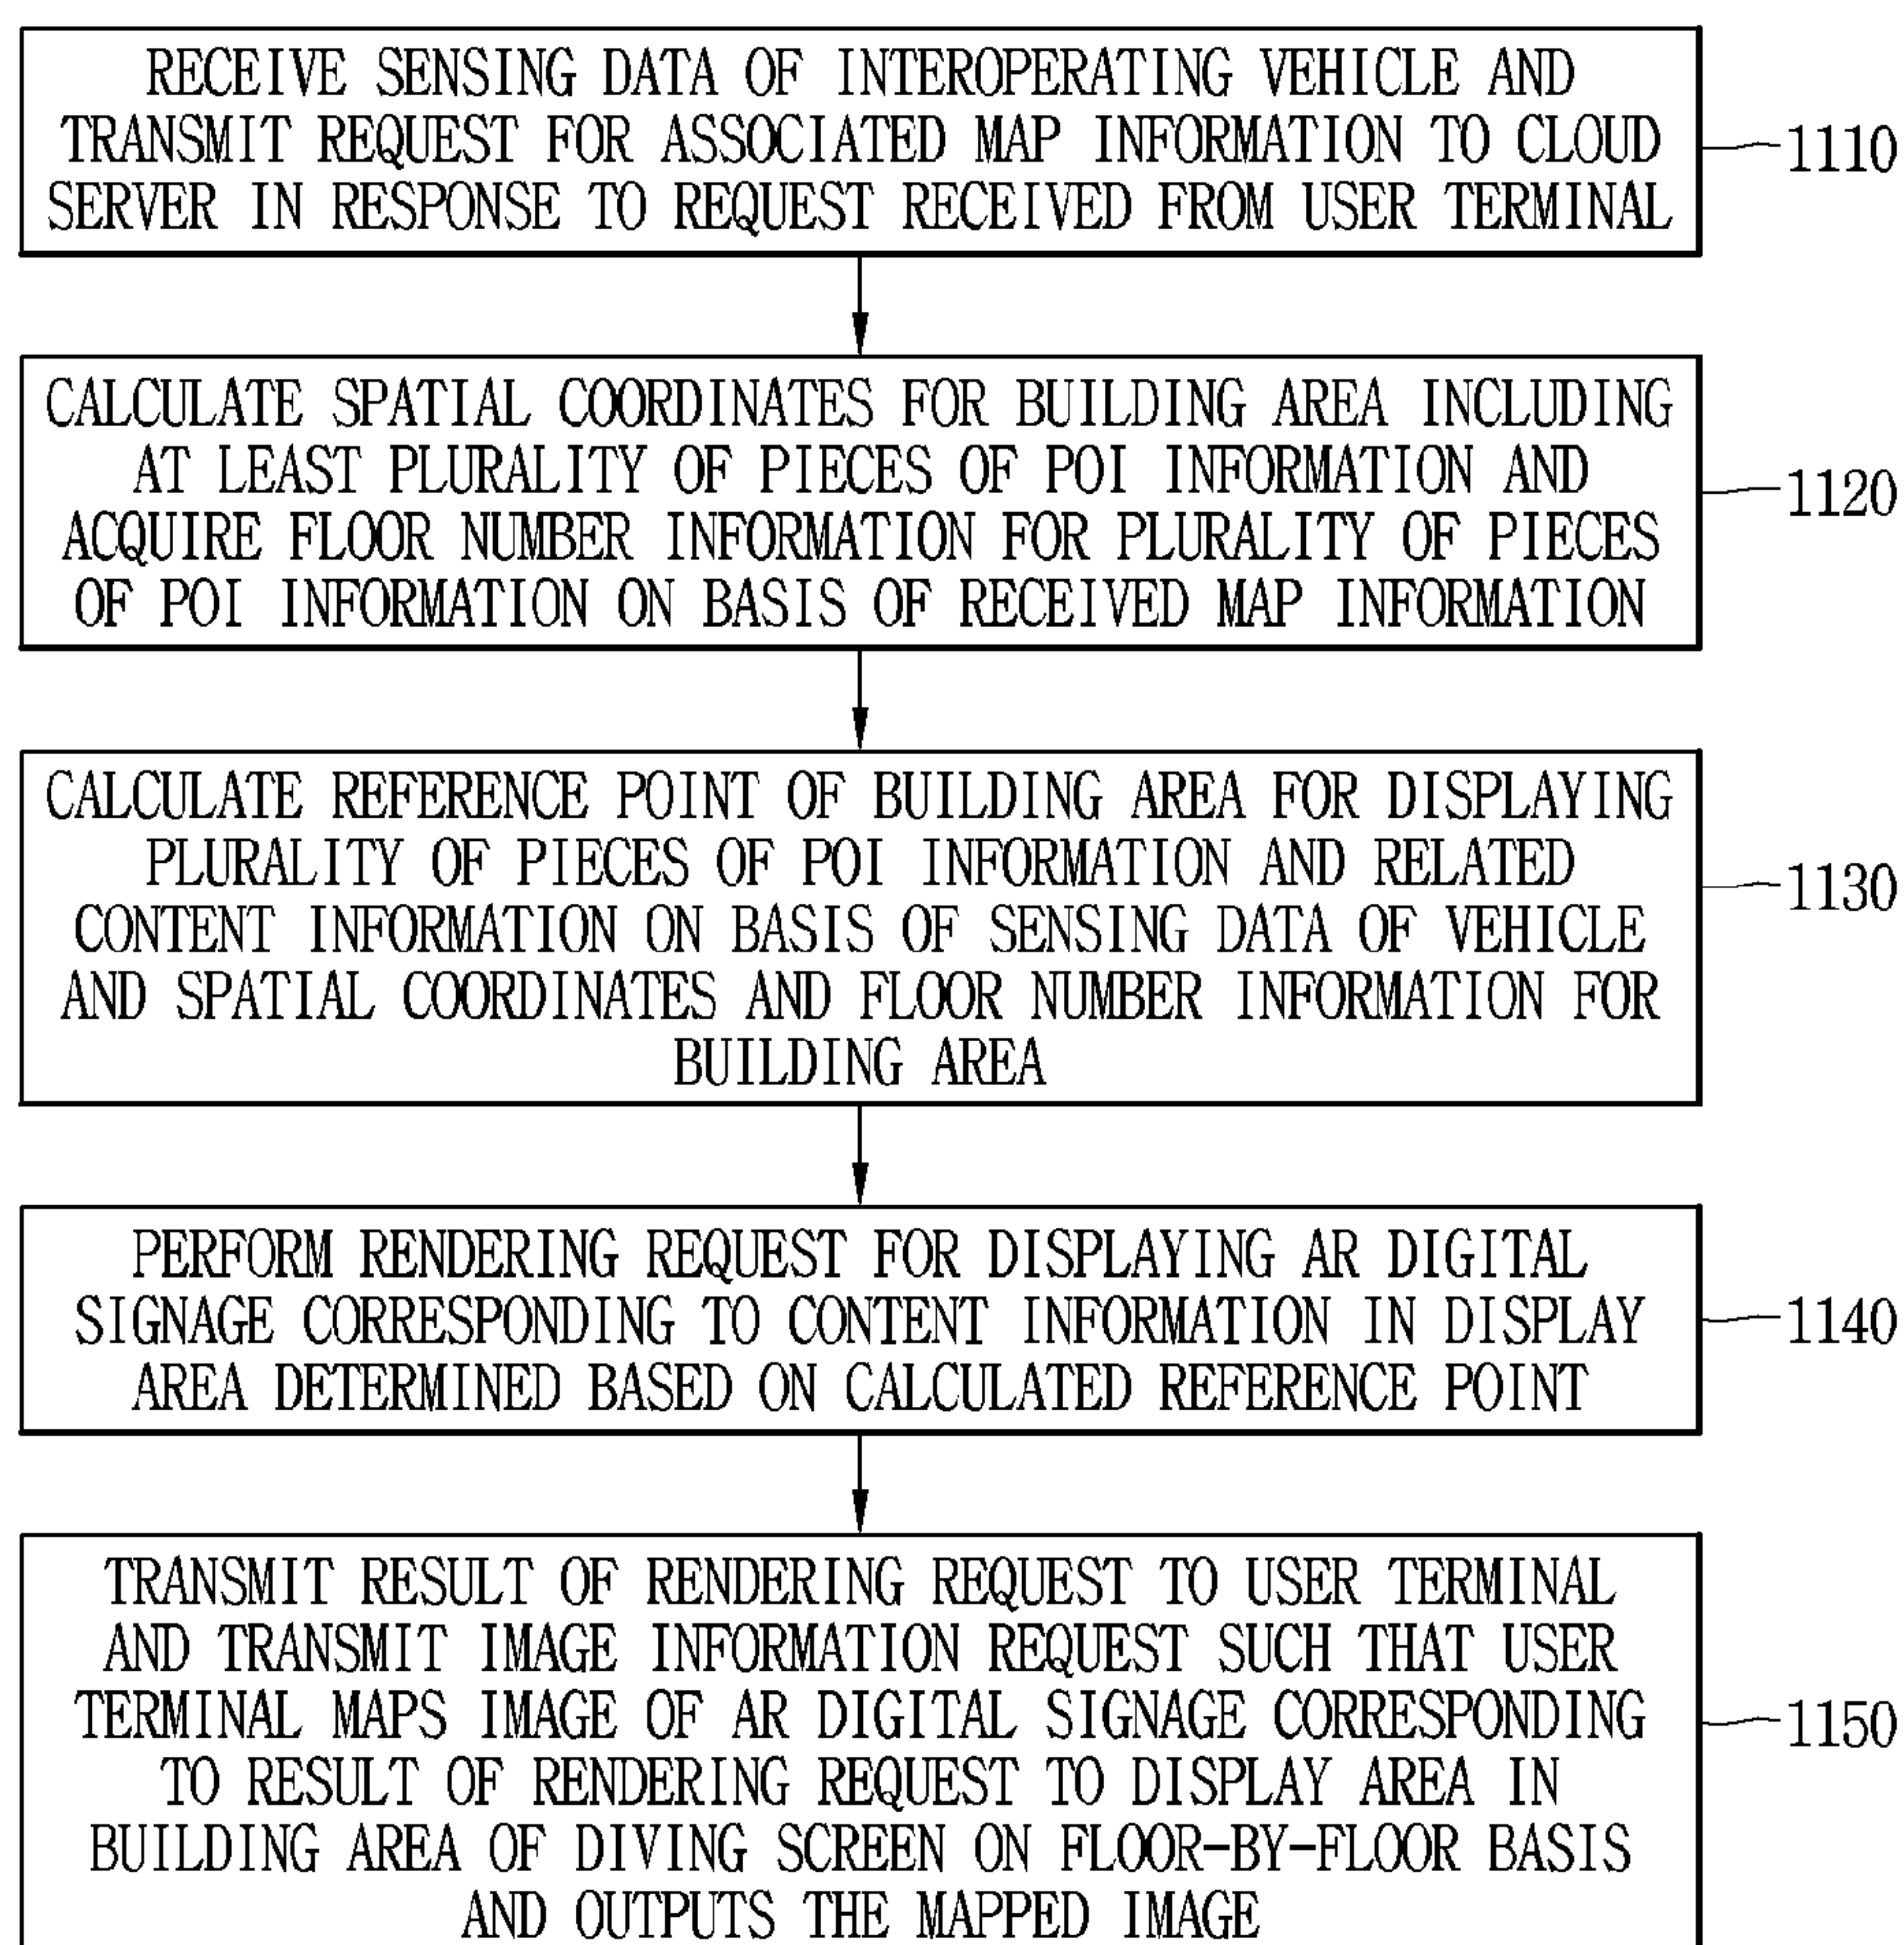 RECEIVE SENSING DATA OF INTEROPERATING VEHICLE AND
TRANSMIT REQUEST FOR ASSOCIATED MAP INFORMATION TO CLOUD
SERVER IN RESPONSE TO REQUEST RECEIVED FROM USER TERMINAL
1110
CALCULATE SPATIAL COORDINATES FOR BUILDING AREA INCLUDING
AT LEAST PLURALITY OF PIECES OF POI INFORMATION AND
ACQUIRE FLOOR NUMBER INFORMATION FOR PLURALITY OF PIECES
OF POI INFORMATION ON BASIS OF RECEIVED MAP INFORMATION
1120
CALCULATE REFERENCE POINT OF BUILDING AREA FOR DISPLAYING
PLURALITY OF PIECES OF POI INFORMATION AND RELATED
CONTENT INFORMATION ON BASIS OF SENSING DATA OF VEHICLE
AND SPATIAL COORDINATES AND FLOOR NUMBER INFORMATION FOR
BUILDING AREA
1130
PERFORM RENDERING REQUEST FOR DISPLAYING AR DIGITAL
SIGNAGE CORRESPONDING TO CONTENT INFORMATION IN DISPLAY
AREA DETERMINED BASED ON CALCULATED REFERENCE POINT
1140
TRANSMIT RESULT OF RENDERING REQUEST TO USER TERMINAL
AND TRANSMIT IMAGE INFORMATION REQUEST SUCH THAT USER
TERMINAL MAPS IMAGE OF AR DIGITAL SIGNAGE CORRESPONDING
TO RESULT OF RENDERING REQUEST TO DISPLAY AREA IN
BUILDING AREA OF DIVING SCREEN ON FLOOR-BY-FLOOR BASIS
AND OUTPUTS THE MAPPED IMAGE
1150